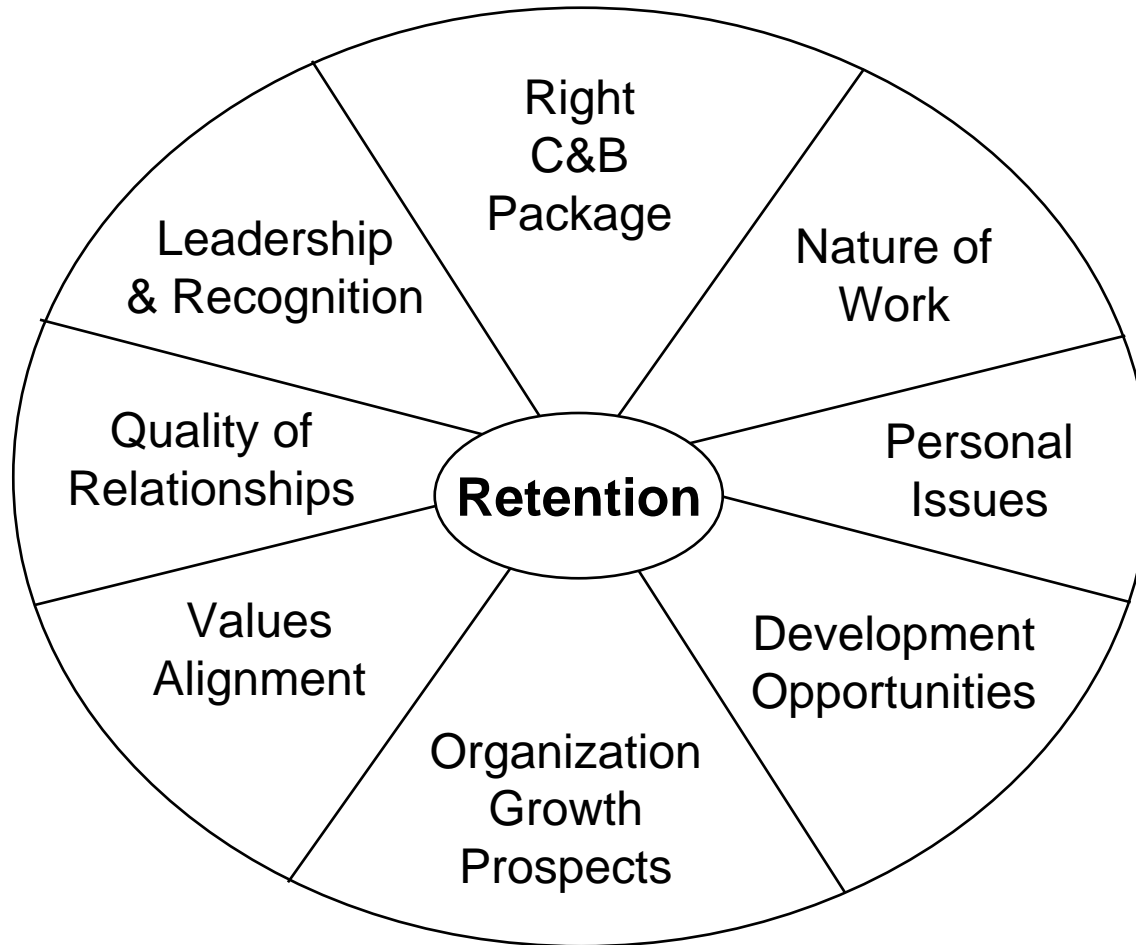 Right
C&B
Package
Nature of
Work
Personal
Issues
Development
Opportunities
Organization
Growth
Prospects
Values
Alignment
Quality of
Relationships
Leadership
& Recognition
Retention